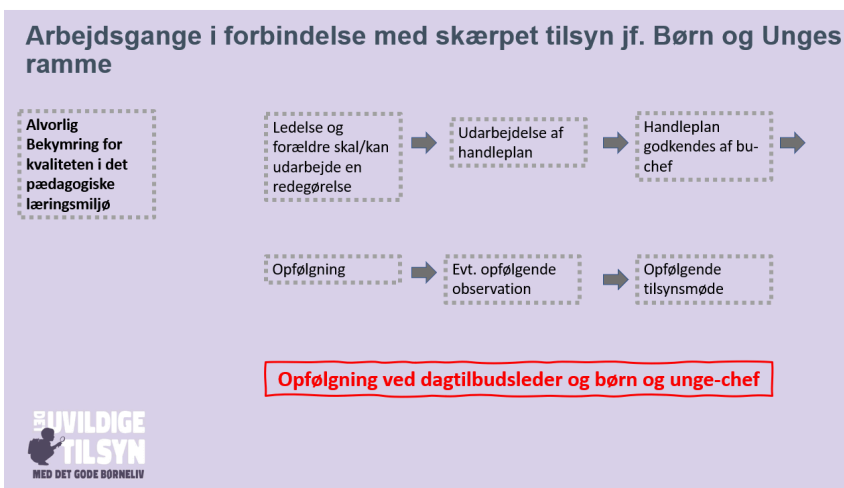 Arbejdsgange i forbindelse med skærpet tilsyn jf. Børn og Unges
ramme
Alvorlig
Bekymring for
kvaliteten i det
pædagogiske
læringsmiljø
Ledelse og
forældre skal/kan
udarbejde en
redegørelse
Udarbejdelse af
handleplan
Handleplan
godkendes af bu-
chef
Opfølgning
Evt. opfølgende
observation
Opfølgende
tilsynsmøde
Opfølgning ved dagtilbudsleder og børn og unge-chef
DET UVILDIGE
TILSYN
MED DET GODE BØRNELIV